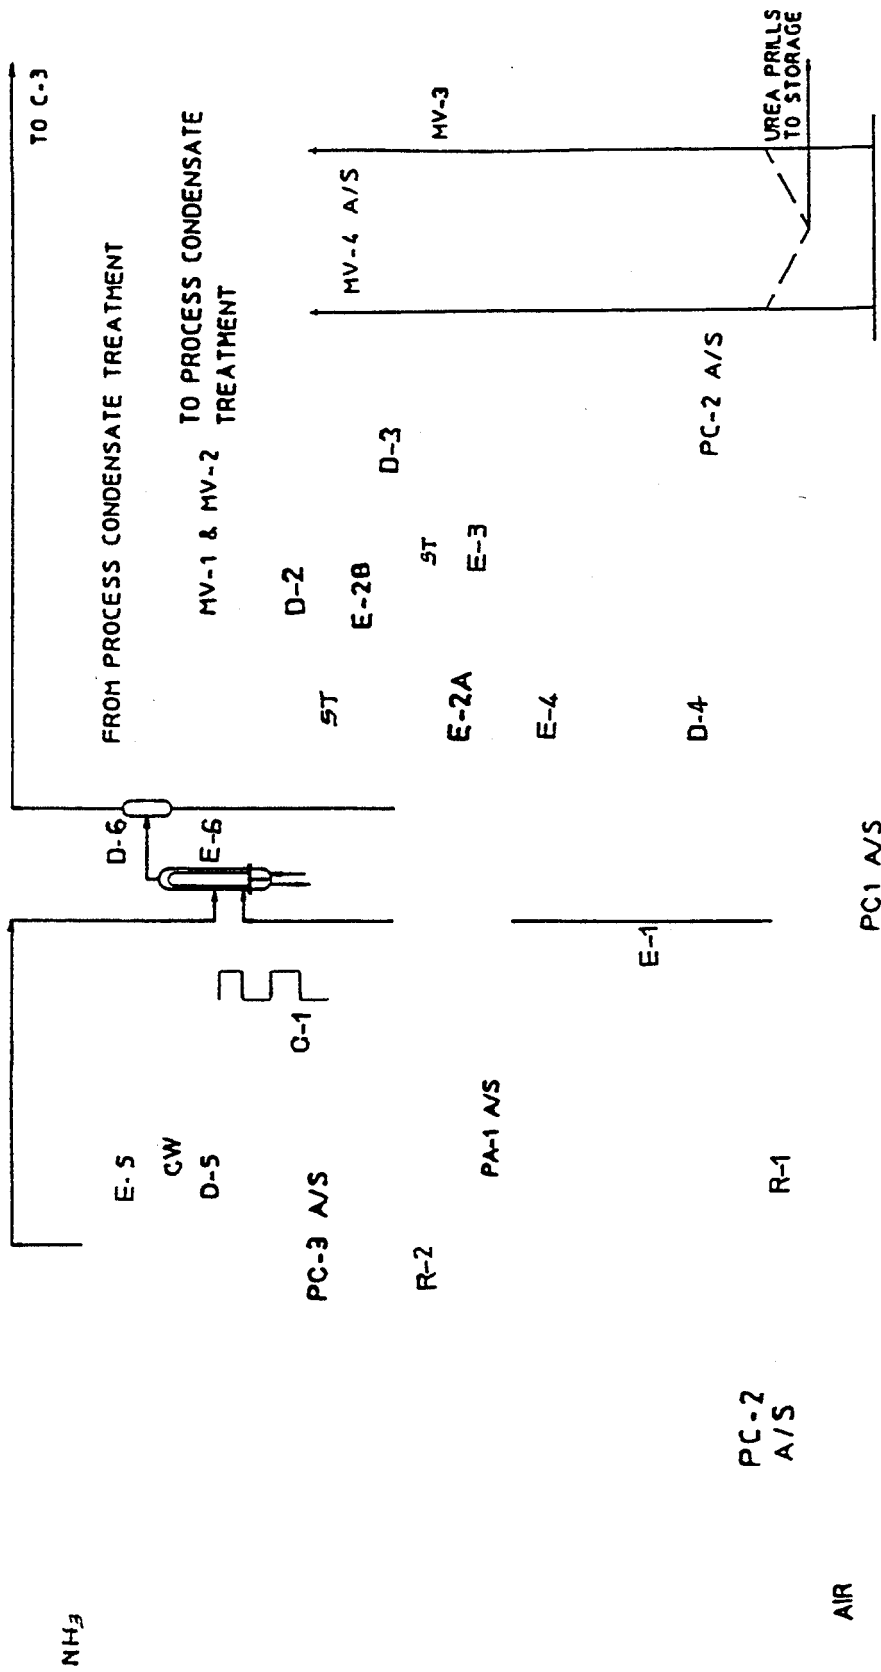 TO C-3
FROM PROCESS CONDENSATE TREATMENT
TO PROCESS CONDENSATE
TREATMENT
MV-1 & MV-2
MV-3
MV-4 A/S
UREA PRILLS
TO STORAGE
PC-2 A/S
D-3
D-2
E-2B
ST
E-3
ST
E-2A
E-4
D-4
D-6
E-6
E-1
PC1 A/S
C-1
E-5
CW
D-5
PC-3 A/S
R-2
PA-1 A/S
R-1
PC-2
A/S
NH3
AIR